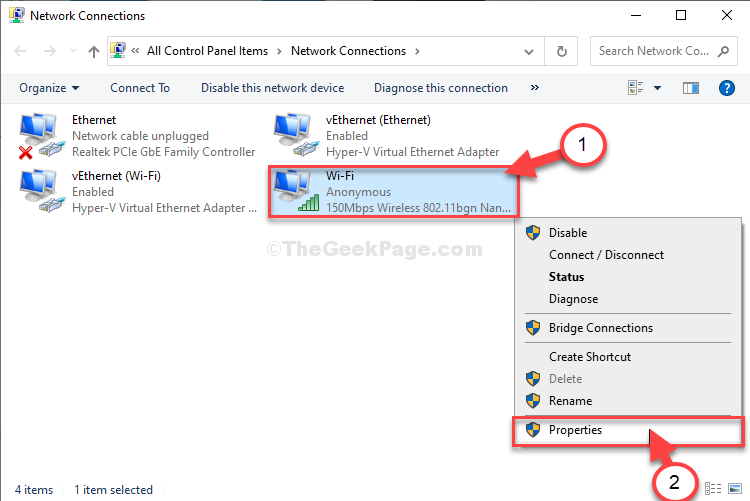 Network Connections
« All Control Panel Items > Network Connections >
Search Network Co...
Organize Connect To Disable this network device Diagnose this connection »
Ethernet
Network cable unplugged
Realtek PCIe GbE Family Controller
vEthernet (Ethernet)
Enabled
Hyper-V Virtual Ethernet Adapter
vEthernet (Wi-Fi)
Enabled
Hyper-V Virtual Ethernet Adapter ...
Wi-Fi
Anonymous
150Mbps Wireless 802.11bgn Nan...
1
©TheGeekPage.com
Disable
Connect / Disconnect
Status
Diagnose
Bridge Connections
Create Shortcut
Delete
Rename
Properties
2
4 items 1 item selected